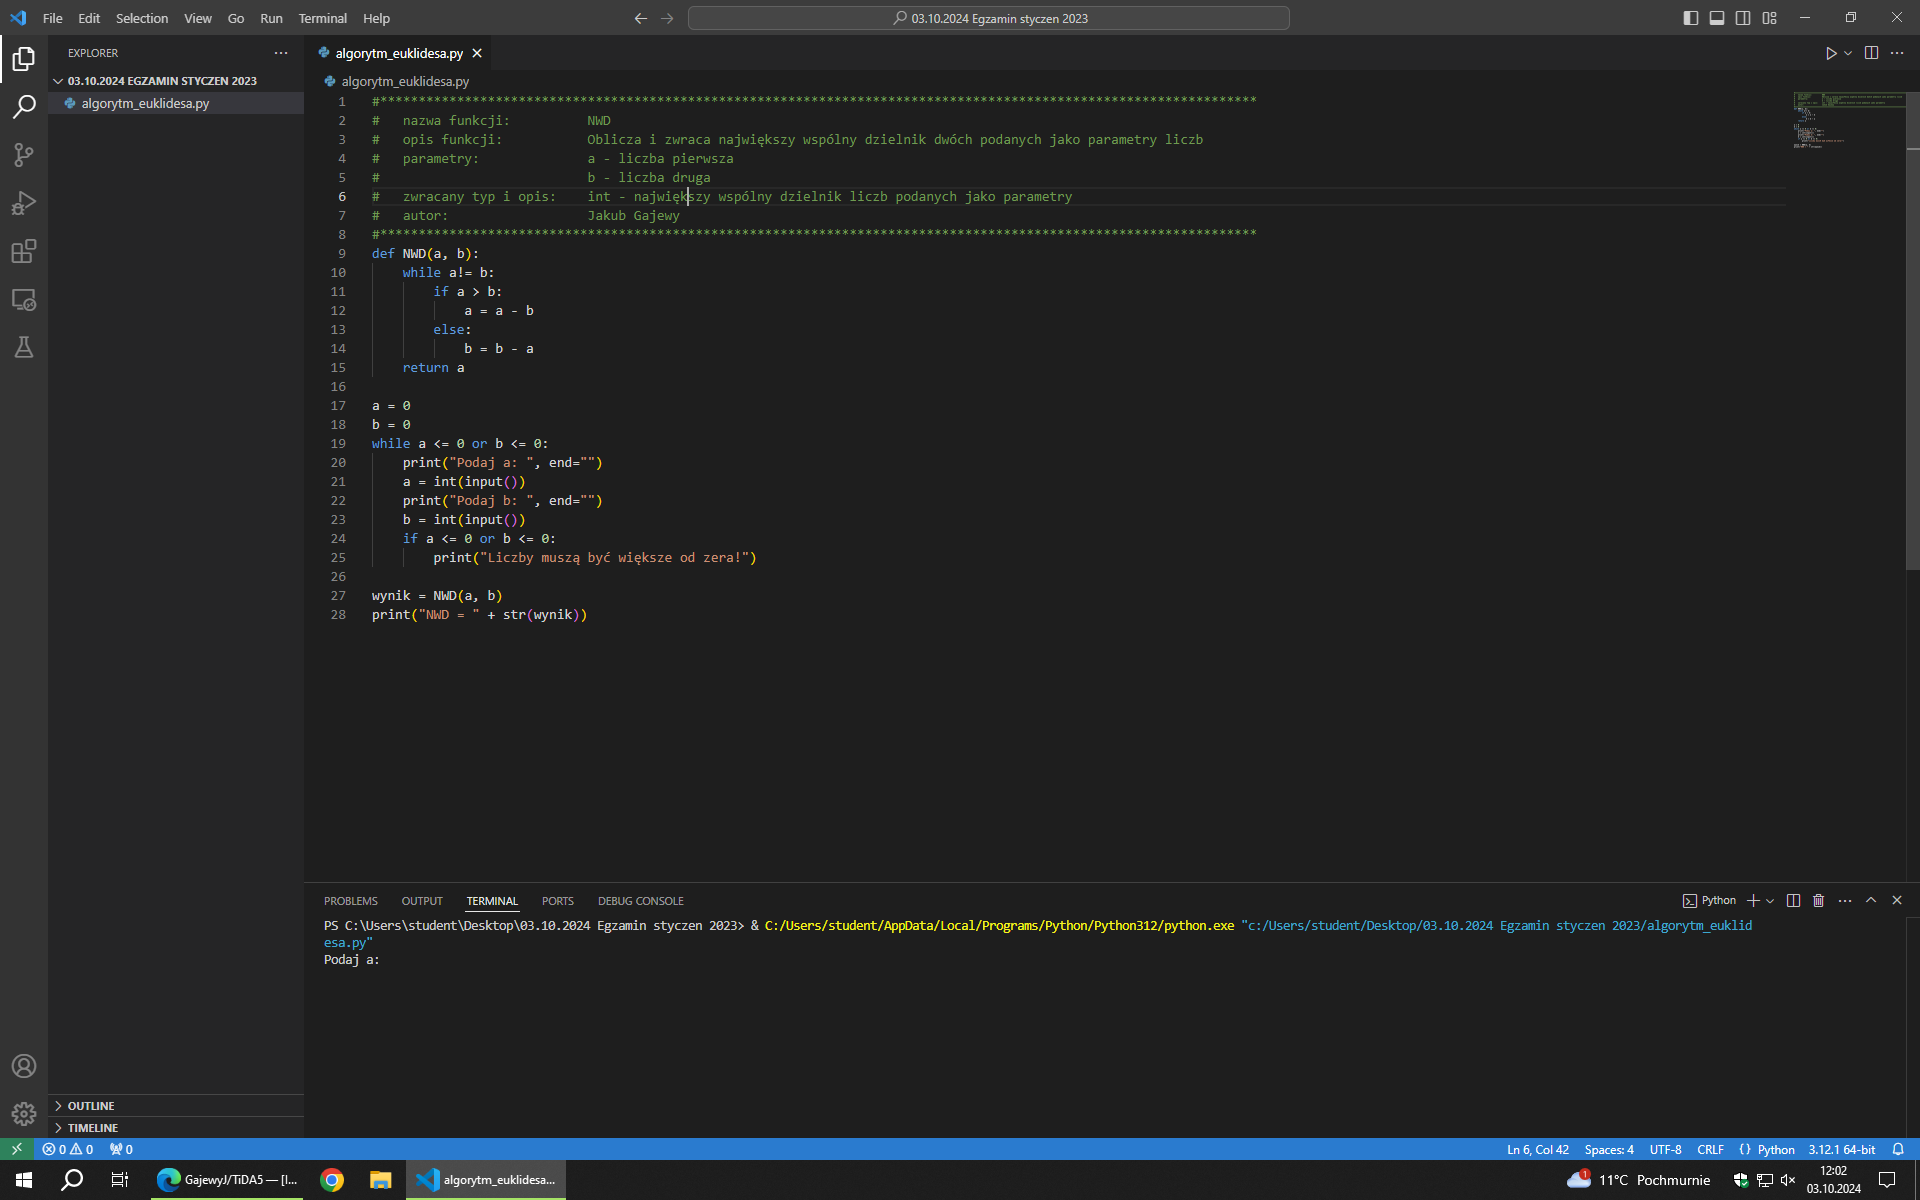 File Edit Selection View Go Run Terminal Help
03.10.2024 Egzamin styczen 2023
EXPLORER
03.10.2024 EGZAMIN STYCZEN 2023
algorytm_euklidesa.py
OUTLINE
TIMELINE
algorytm_euklidesa.py
algorytm_euklidesa.py
1 #******************************************************************************************************************
2 #   nazwa funkcji:          NWD
3 #   opis funkcji:           Oblicza i zwraca największy wspólny dzielnik dwóch podanych jako parametry liczb
4 #   parametry:              a - liczba pierwsza
5 #                           b - liczba druga
6 #   zwracany typ i opis:    int - największy wspólny dzielnik liczb podanych jako parametry
7 #   autor:                  Jakub Gajewy
8 #******************************************************************************************************************
9 def NWD(a, b):
10     while a!= b:
11         if a > b:
12             a = a - b
13         else:
14             b = b - a
15     return a
16
17 a = 0
18 b = 0
19 while a <= 0 or b <= 0:
20     print("Podaj a: ", end="")
21     a = int(input())
22     print("Podaj b: ", end="")
23     b = int(input())
24     if a <= 0 or b <= 0:
25         print("Liczby muszą być większe od zera!")
26
27 wynik = NWD(a, b)
28 print("NWD = " + str(wynik))
PROBLEMS OUTPUT TERMINAL PORTS DEBUG CONSOLE
Python
PS C:\Users\student\Desktop\03.10.2024 Egzamin styczen 2023> & C:/Users/student/AppData/Local/Programs/Python/Python312/python.exe "c:/Users/student/Desktop/03.10.2024 Egzamin styczen 2023/algorytm_euklid
esa.py"
Podaj a:
0 0 0
Ln 6, Col 42 Spaces: 4 UTF-8 CRLF {} Python 3.12.1 64-bit
GajewyJ/TiDA5 — [I...
algorytm_euklidesa...
1
11°C Pochmurnie
12:02
03.10.2024